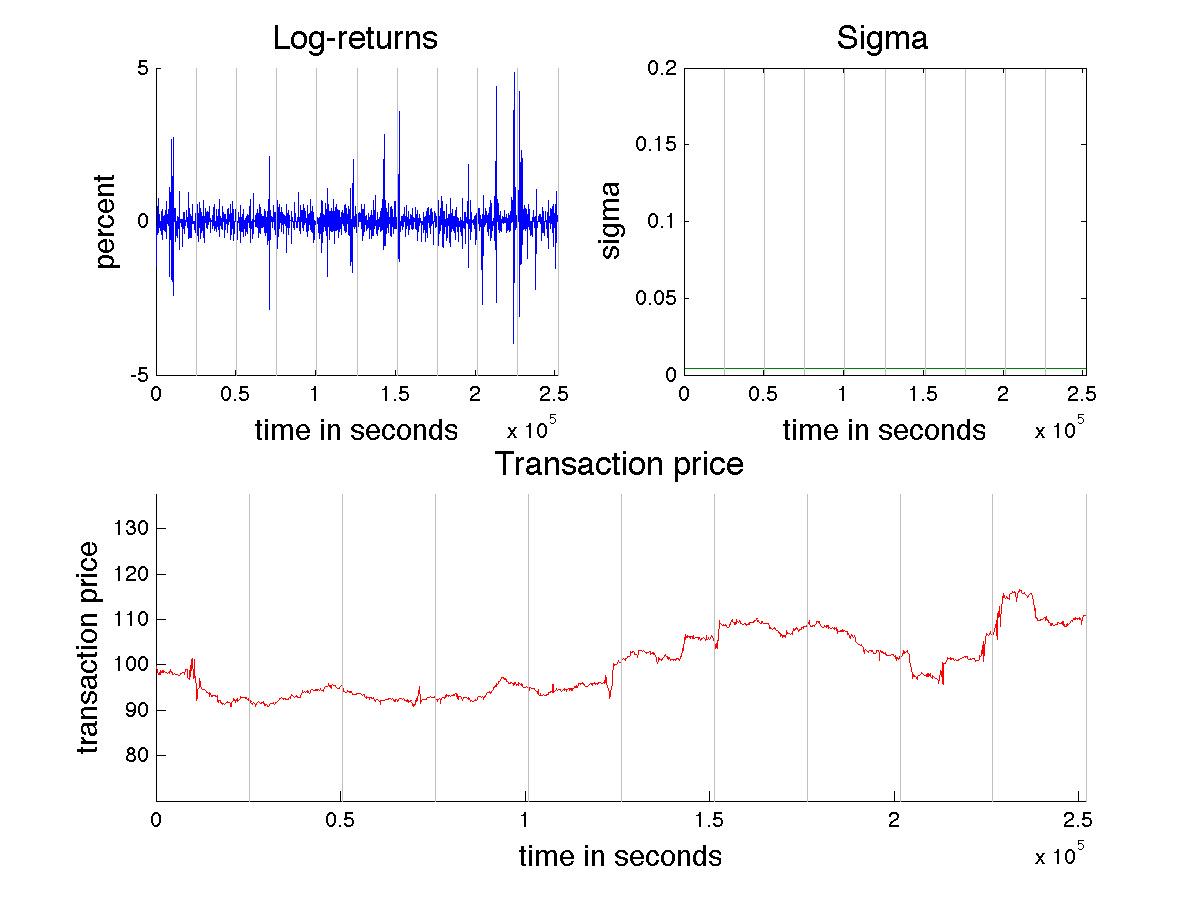 Log-returns
percent
5
0
-5
0
0.5
1
1.5
2
2.5
x 10^5
time in seconds
Sigma
sigma
0.2
0.15
0.1
0.05
0
0
0.5
1
1.5
2
2.5
x 10^5
time in seconds
Transaction price
transaction price
130
120
110
100
90
80
0
0.5
1
1.5
2
2.5
x 10^5
time in seconds